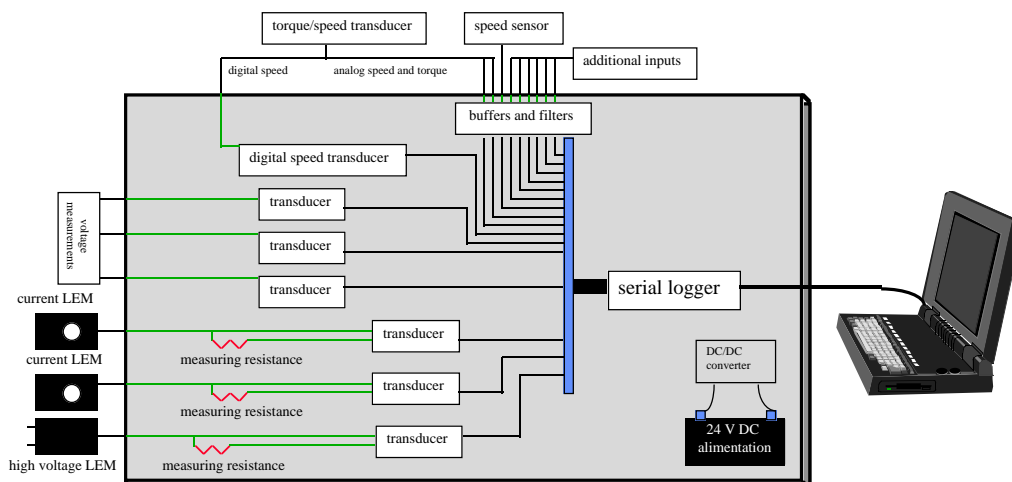 torque/speed transducer
speed sensor
additional inputs
digital speed
analog speed and torque
buffers and filters
digital speed transducer
transducer
voltage
measurements
transducer
transducer
current LEM
serial logger
transducer
current LEM
measuring resistance
DC/DC
converter
transducer
measuring resistance
24 V DC
alimentation
transducer
high voltage LEM
measuring resistance